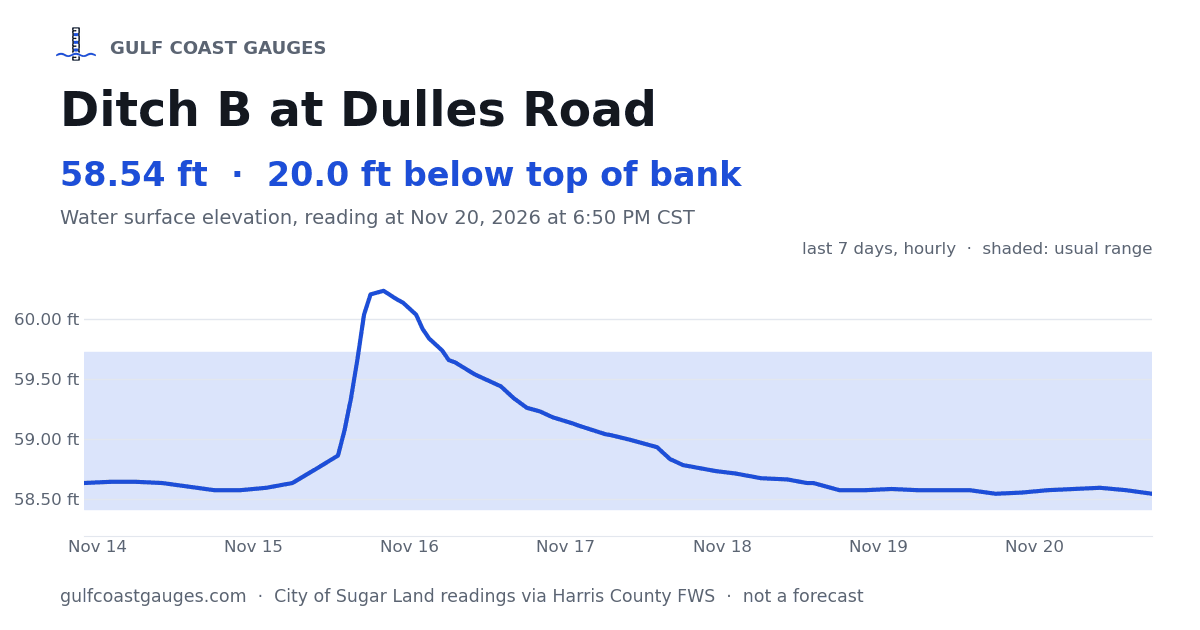 GULF COAST GAUGES
Ditch B at Dulles Road
58.54 ft · 20.0 ft below top of bank
Water surface elevation, reading at Nov 20, 2026 at 6:50 PM CST
last 7 days, hourly · shaded: usual range
60.00 ft
59.50 ft
59.00 ft
58.50 ft
Nov 14 Nov 15 Nov 16 Nov 17 Nov 18 Nov 19 Nov 20
gulfcoastgauges.com · City of Sugar Land readings via Harris County FWS · not a forecast